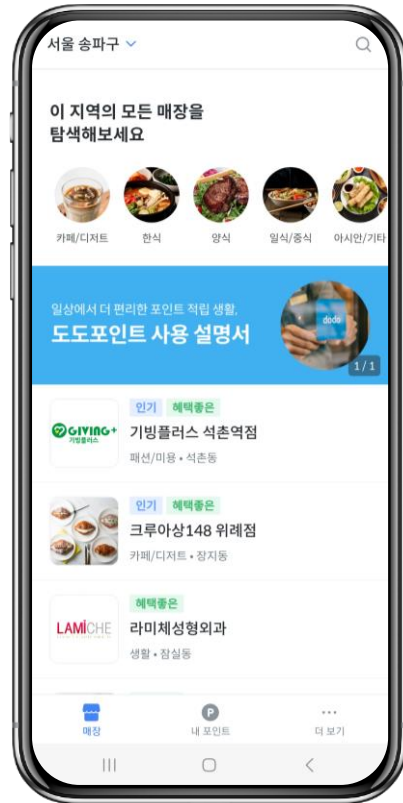 서울 송파구
이 지역의 모든 매장을
탐색해보세요
카페/디저트
한식
양식
일식/중식
아시안/기타
일상에서 더 편리한 포인트 적립 생활,
도도포인트 사용 설명서
dodo
1/1
인기 혜택좋은
GIVING+
기빙플러스
기빙플러스 석촌역점
패션/미용 • 석촌동
인기 혜택좋은
크루아상148 위례점
카페/디저트 • 장지동
혜택좋은
LAMICHE
라미체성형외과
생활 • 잠실동
매장
P
내 포인트
더 보기